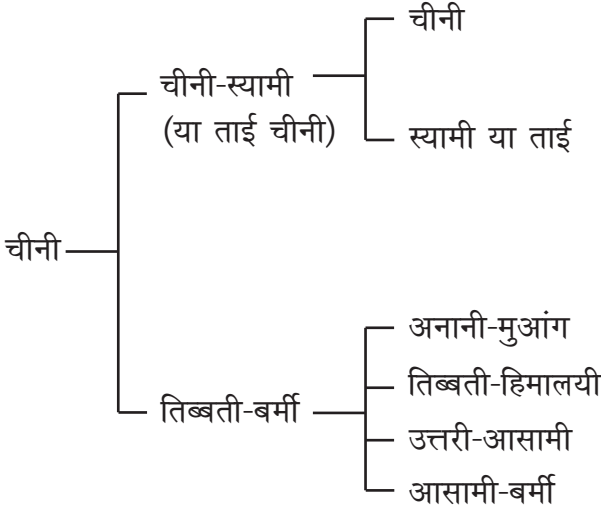 चीनी
चीनी-स्यामी
(या ताई चीनी)
चीनी
स्यामी या ताई
तिब्बती-बर्मी
अनानी-मुआंग
तिब्बती-हिमालयी
उत्तरी-आसामी
आसामी-बर्मी